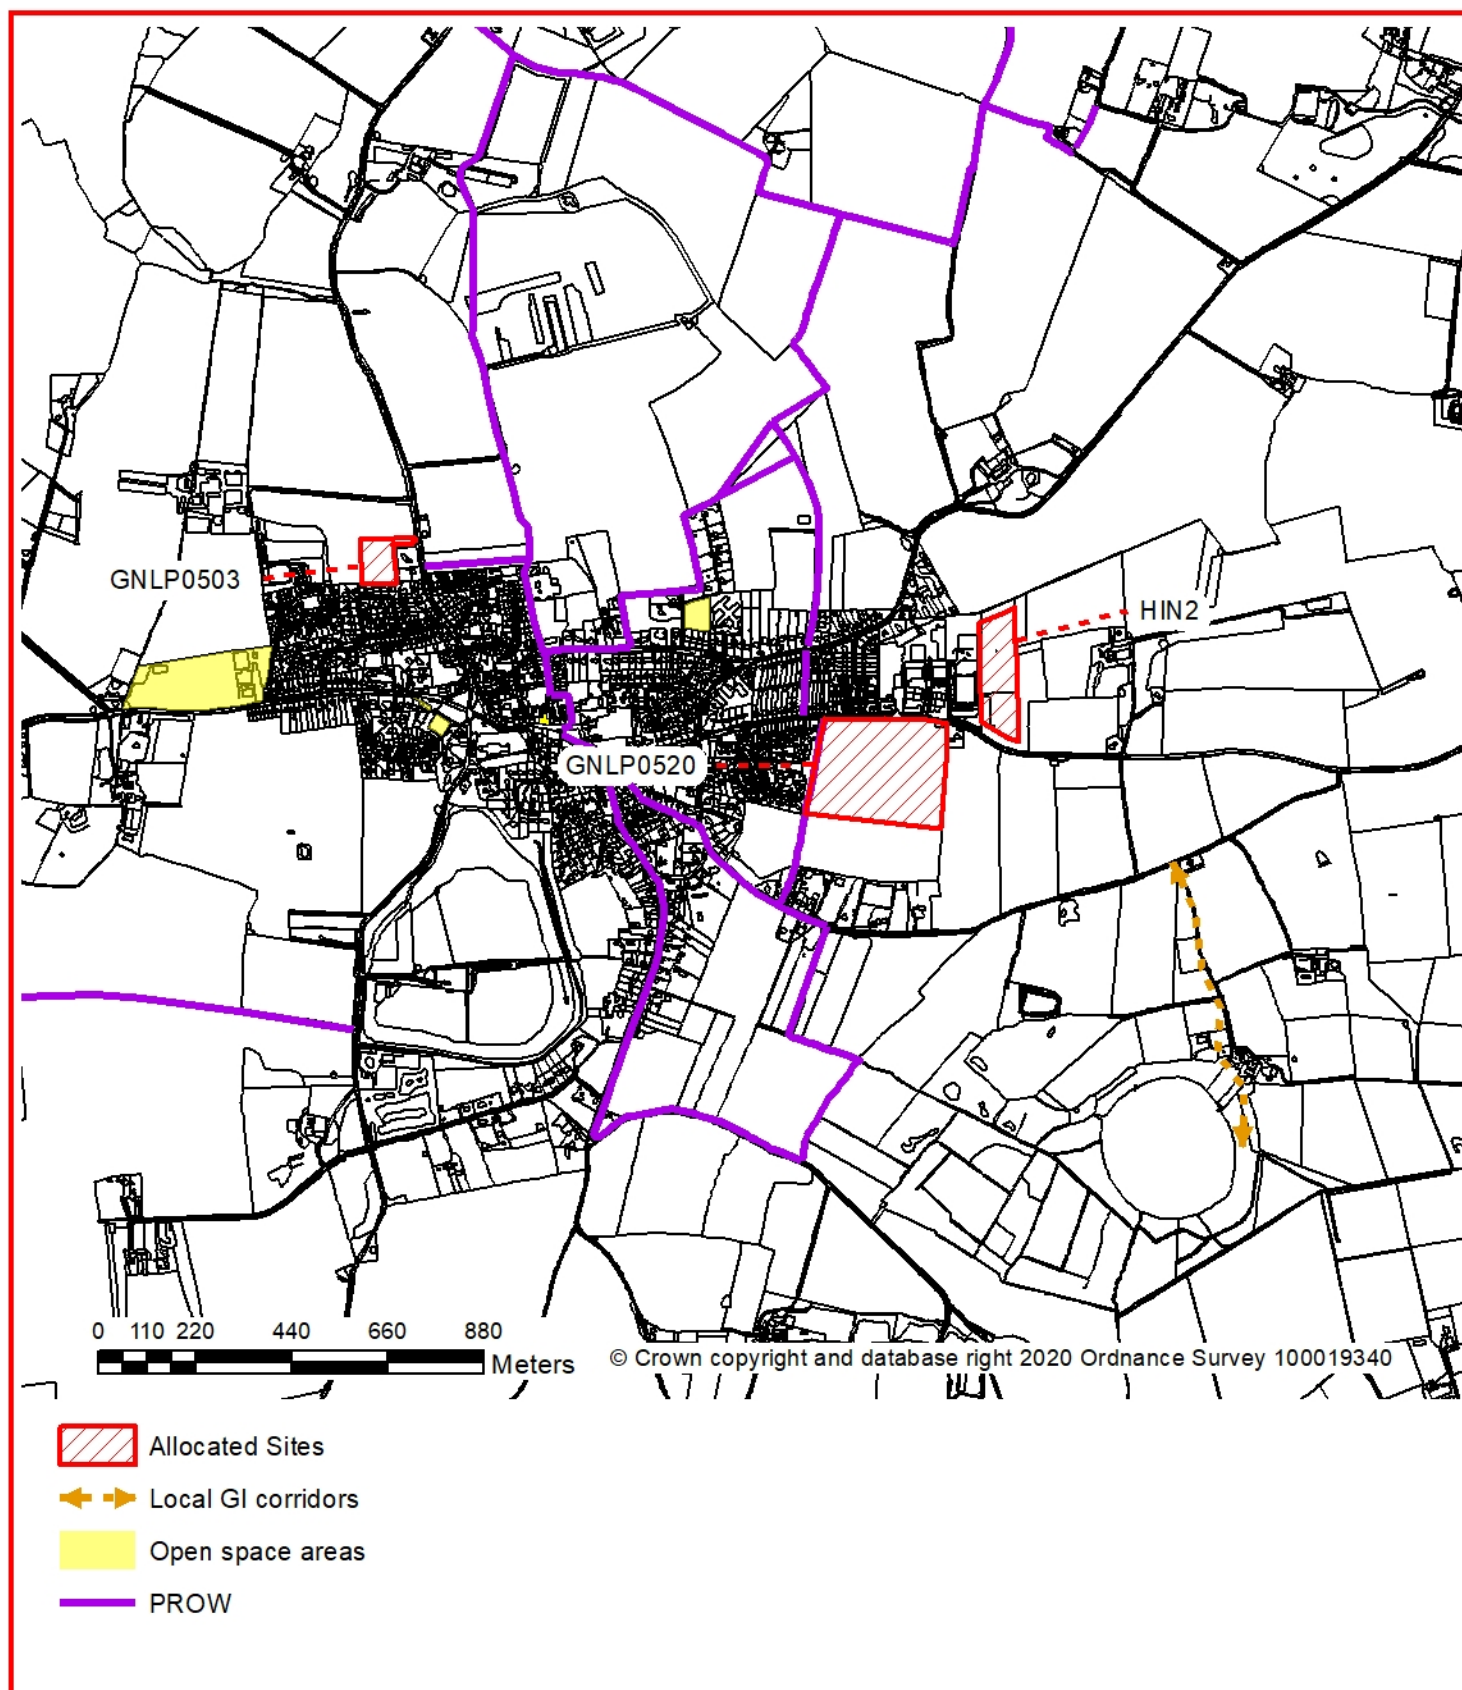 GNLP0503
HIN2
GNLP0520
0 110 220 440 660 880
Meters
© Crown copyright and database right 2020 Ordnance Survey 100019340
Allocated Sites
Local GI corridors
Open space areas
PROW